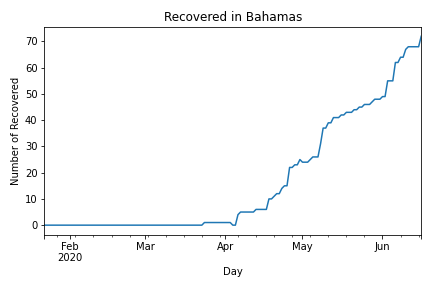 Recovered in Bahamas
70
60
50
40
30
20
10
0
Number of Recovered
Feb
2020
Mar
Apr
May
Jun
Day